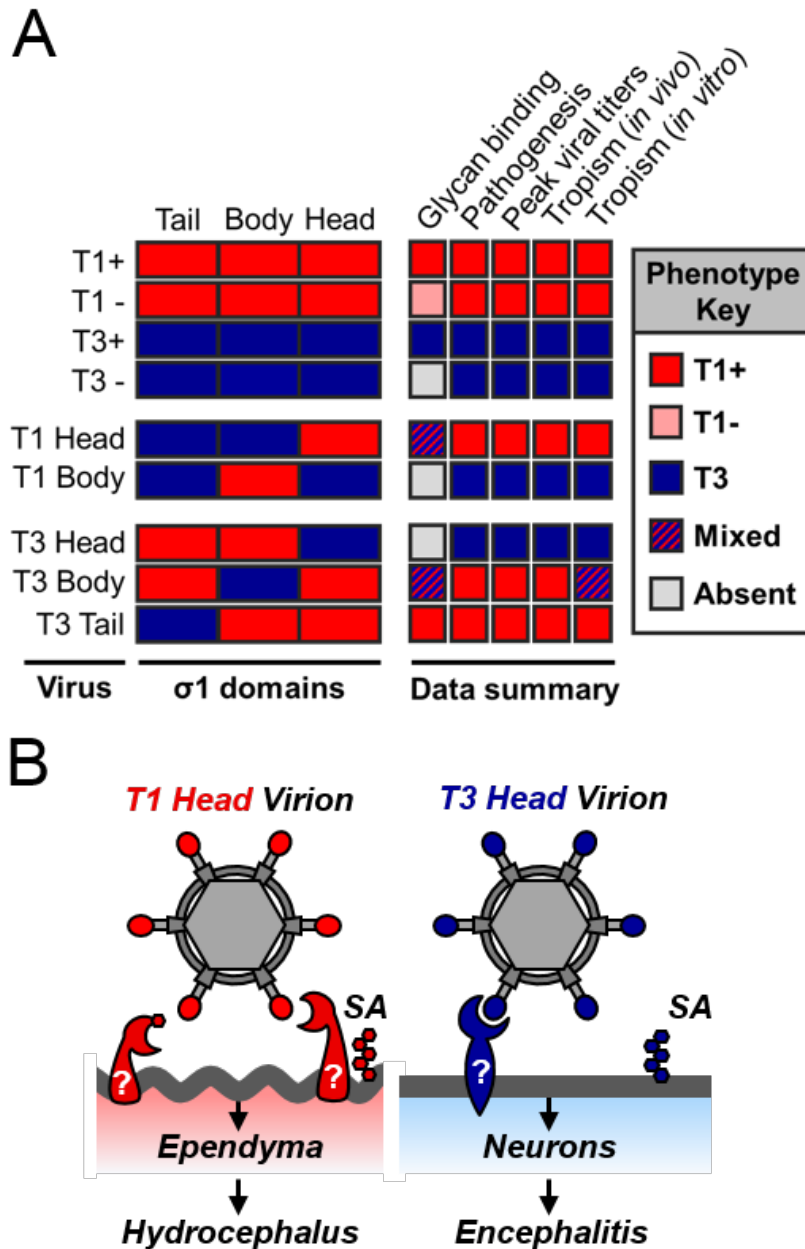 A
Glycan binding
Pathogenesis
Peak viral titers
Tropism (in vivo)
Tropism (in vitro)
Tail Body Head
T1+
T1 -
T3+
T3 -
T1 Head
T1 Body
T3 Head
T3 Body
T3 Tail
Virus σ1 domains Data summary
Phenotype
Key
T1+
T1-
T3
Mixed
Absent
B
T1 Head Virion T3 Head Virion
SA SA
? ? ?
Ependyma Neurons
Hydrocephalus Encephalitis